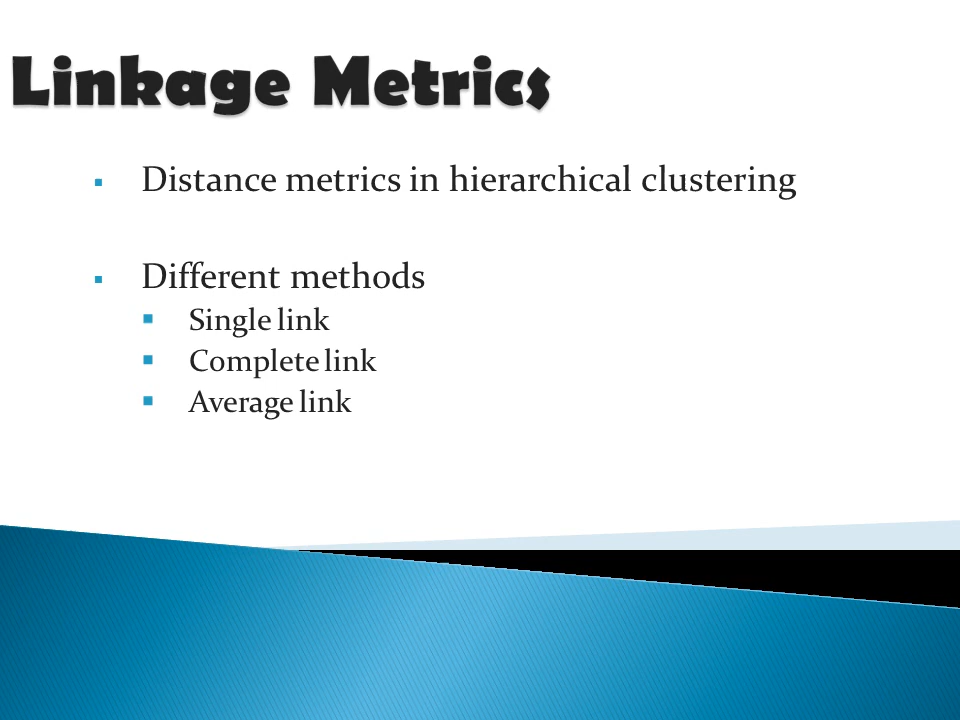 Linkage Metrics
Distance metrics in hierarchical clustering
Different methods
Single link
Complete link
Average link